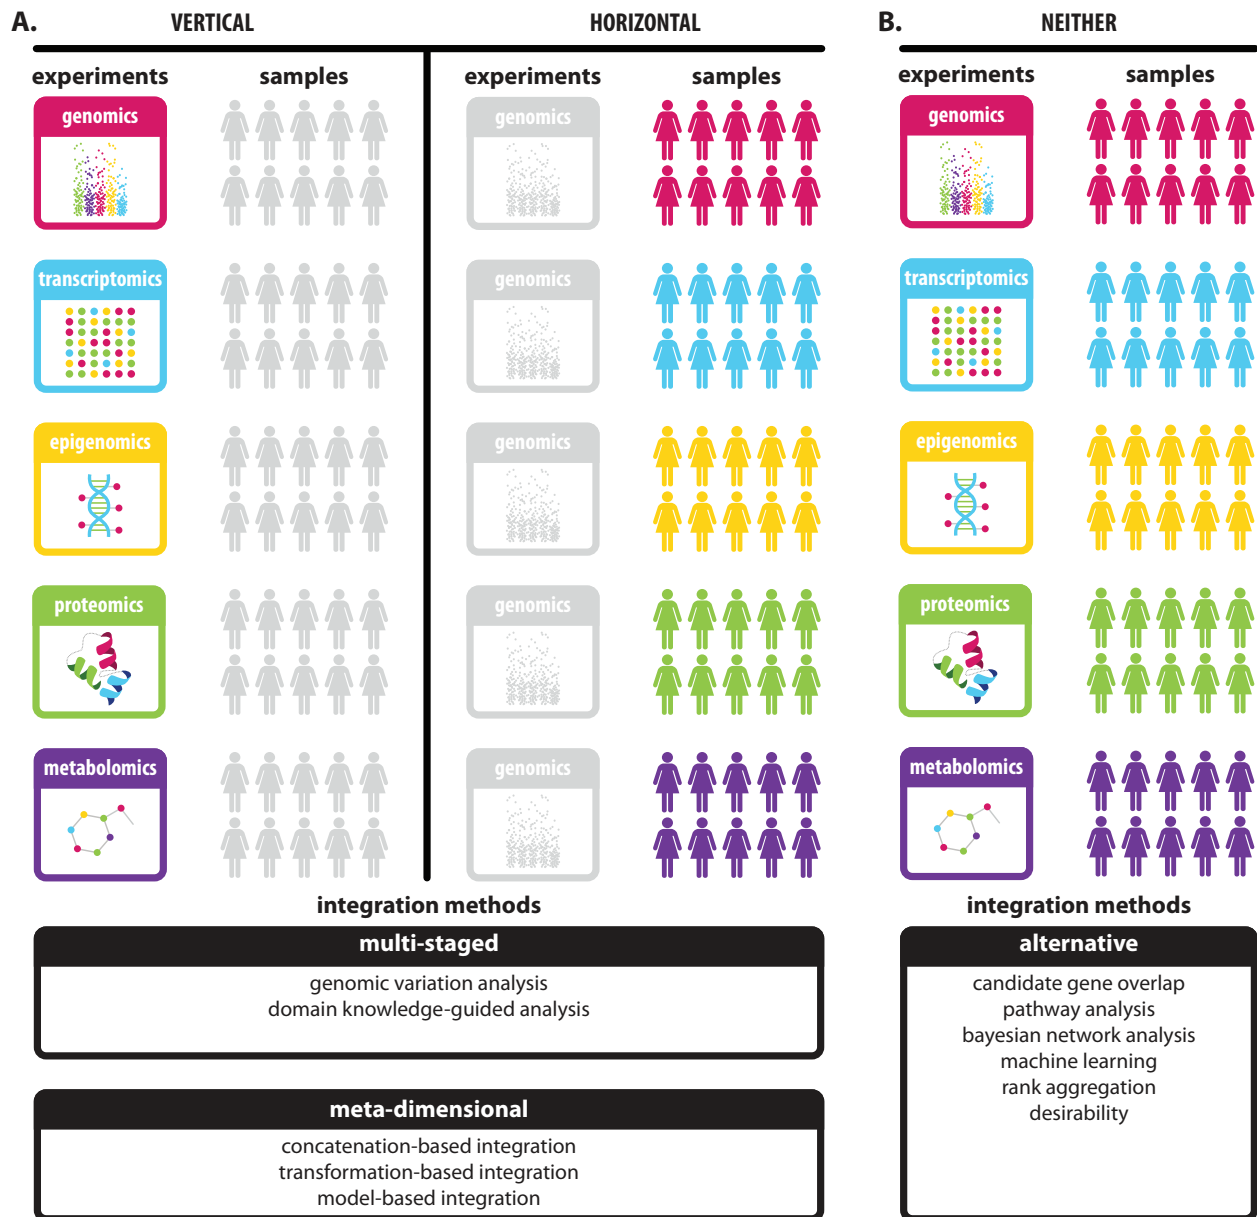 A.
VERTICAL
HORIZONTAL
B.
NEITHER
experiments
samples
experiments
samples
experiments
samples
genomics
genomics
genomics
transcriptomics
genomics
transcriptomics
epigenomics
genomics
epigenomics
proteomics
genomics
proteomics
metabolomics
genomics
metabolomics
integration methods
multi-staged
genomic variation analysis
domain knowledge-guided analysis
meta-dimensional
concatenation-based integration
transformation-based integration
model-based integration
integration methods
alternative
candidate gene overlap
pathway analysis
bayesian network analysis
machine learning
rank aggregation
desirability